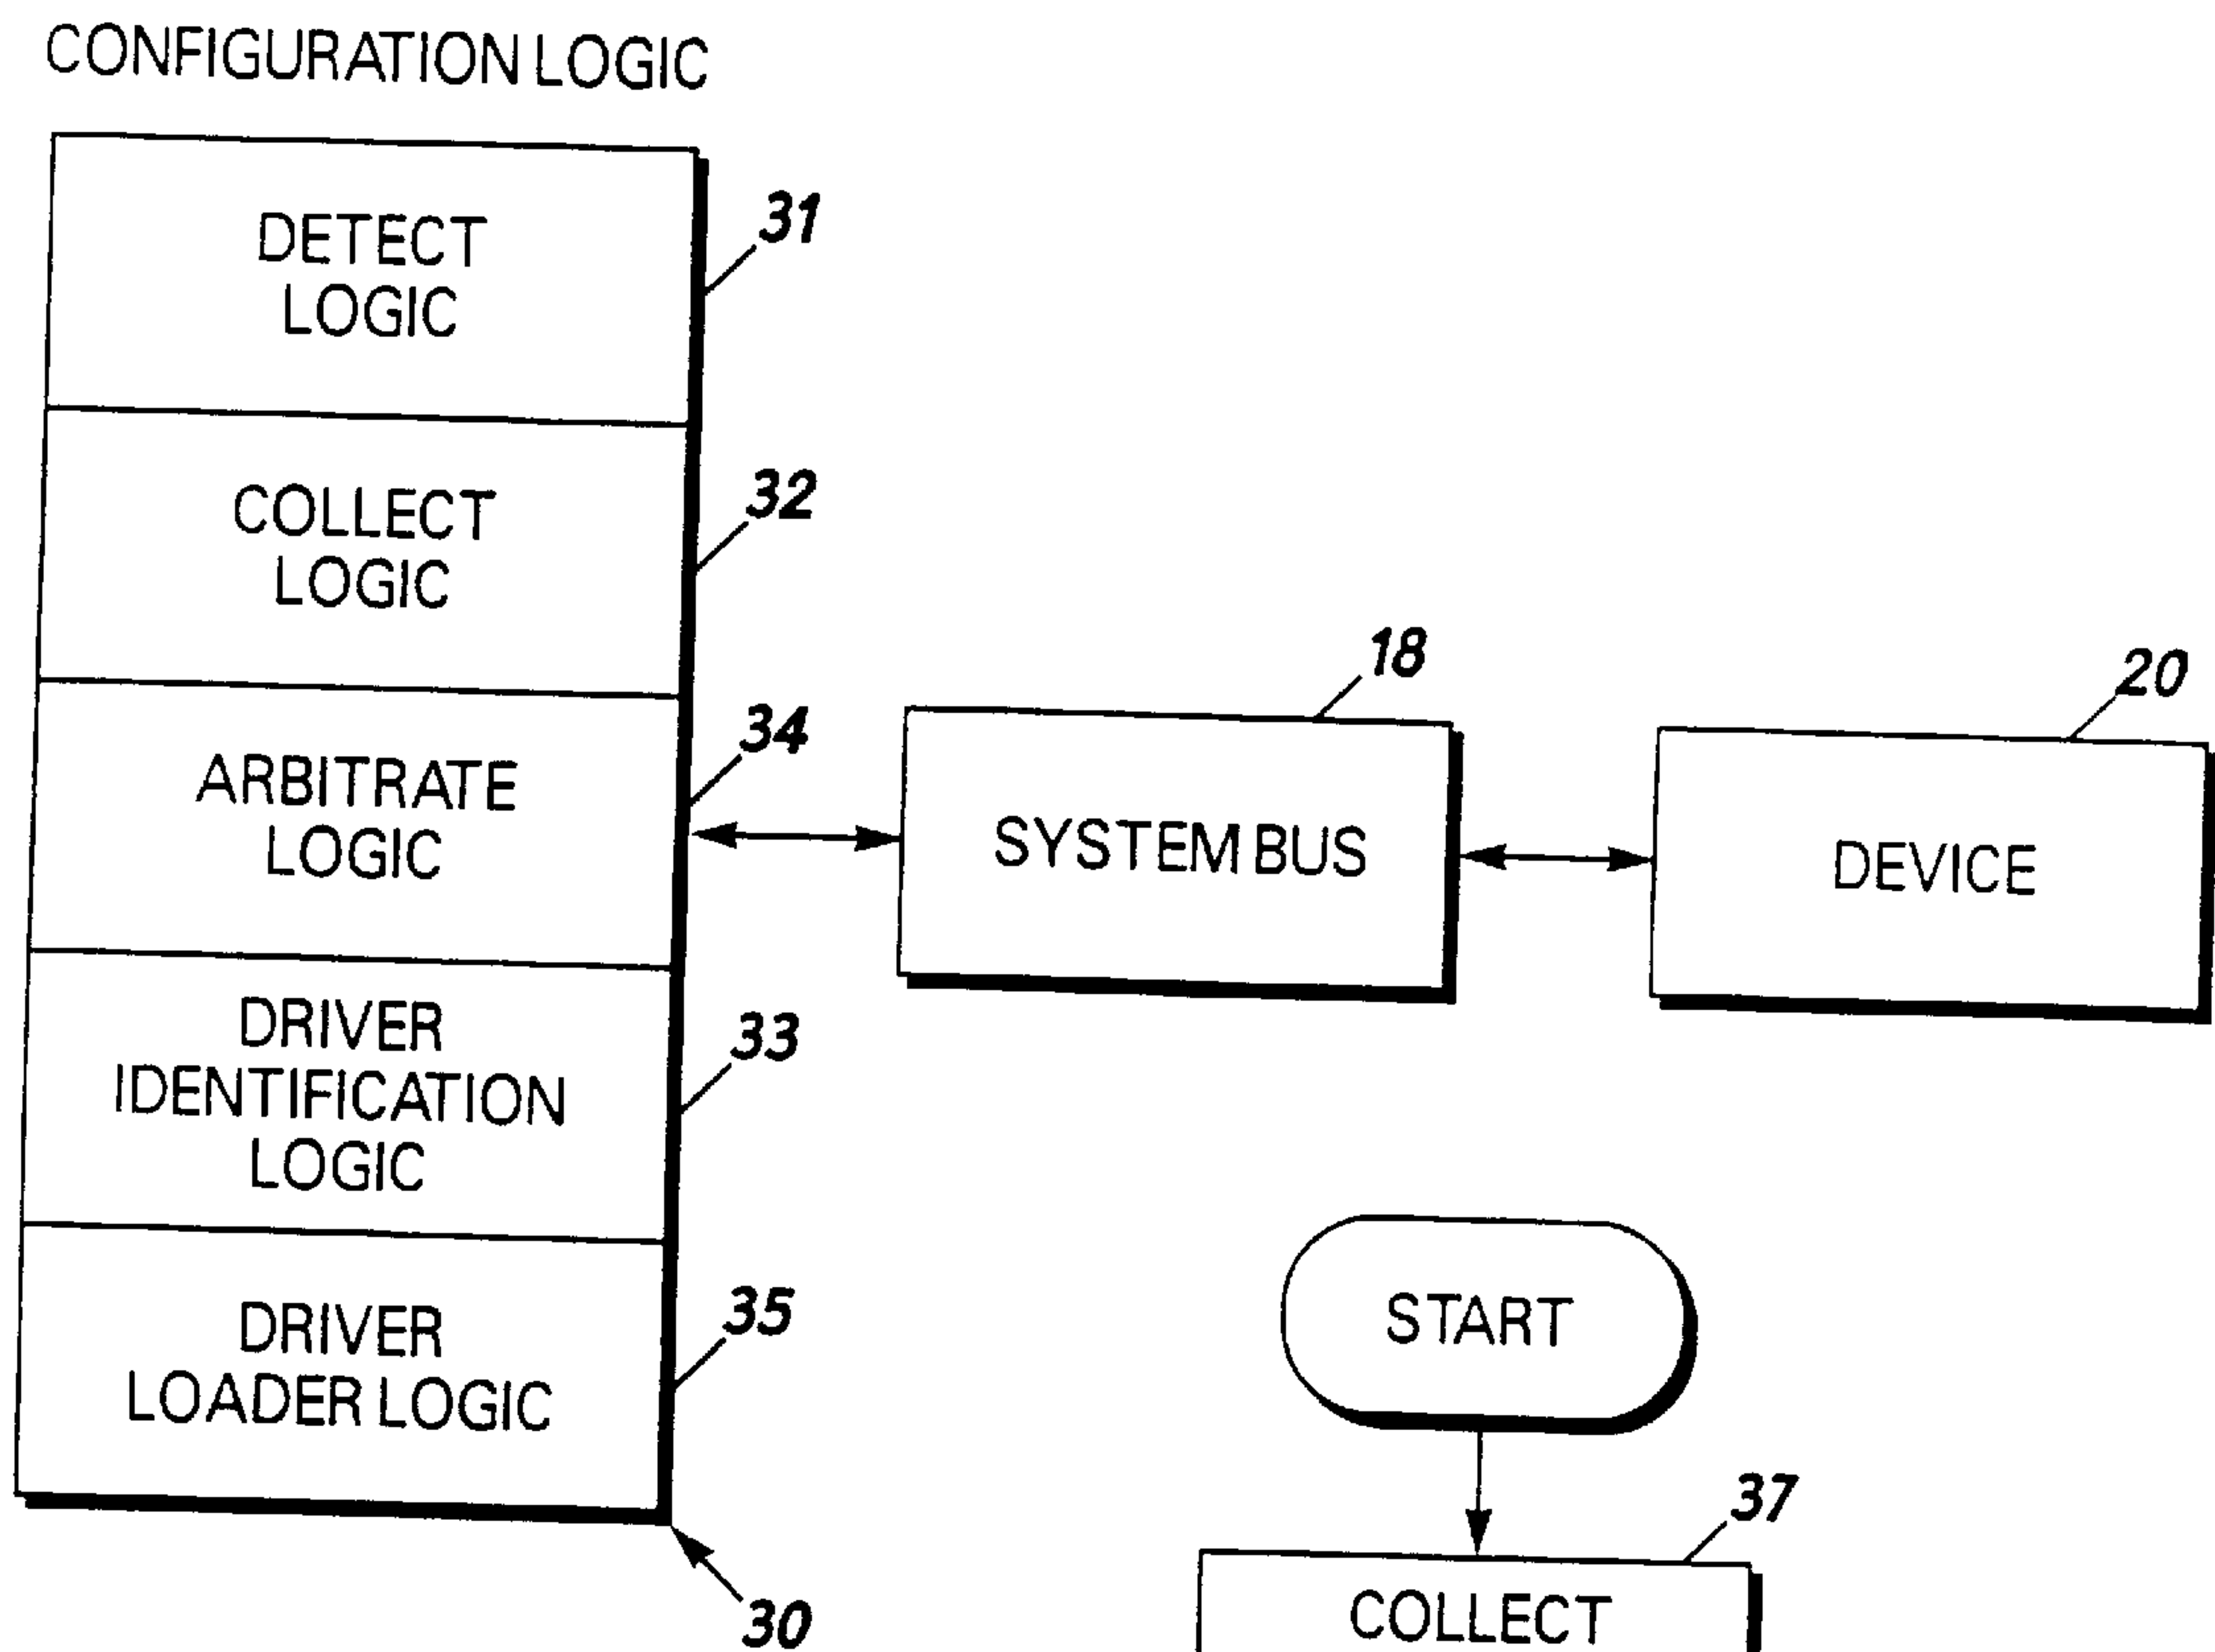 CONFIGURATION LOGIC
DETECT
LOGIC
31
COLLECT
LOGIC
32
ARBITRATE
LOGIC
34
DRIVER
IDENTIFICATION
LOGIC
33
DRIVER
LOADER LOGIC
35
30
SYSTEM BUS
18
DEVICE
20
START
37
COLLECT